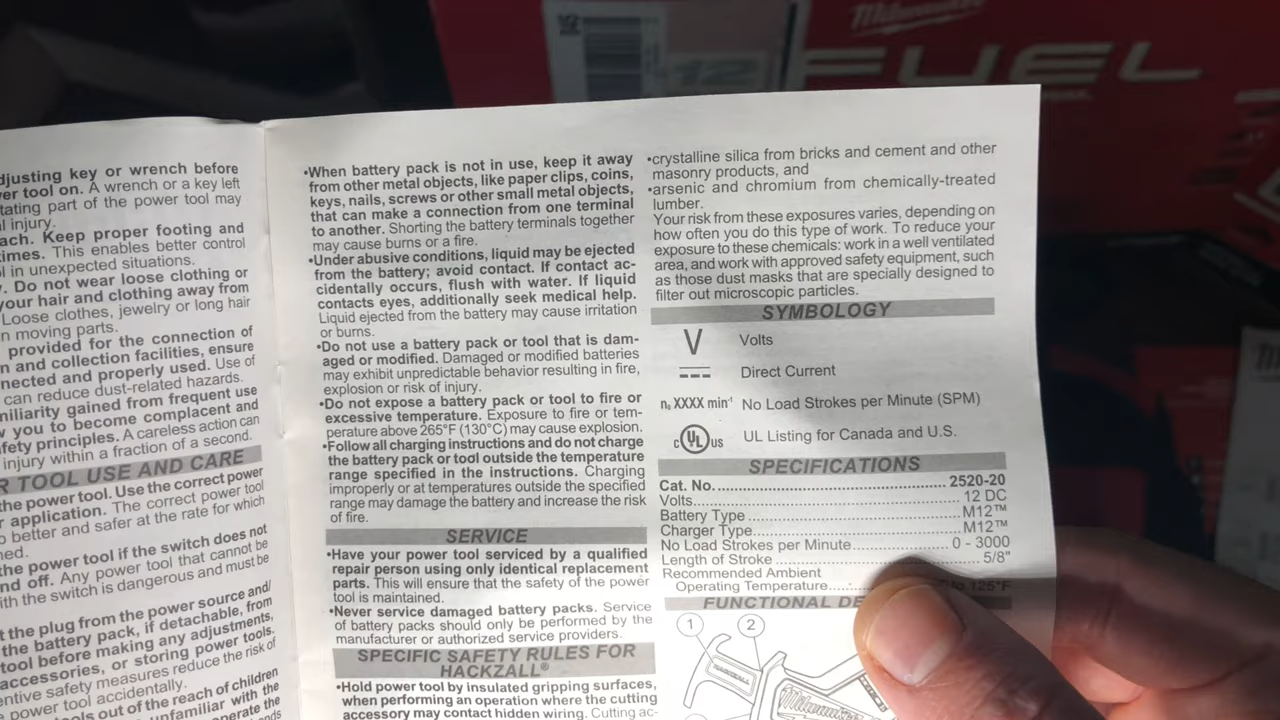 Milwaukee
FUEL
12
djusting key or wrench before
ver tool on. A wrench or a key left
tating part of the power tool may
l injury.
ach. Keep proper footing and
times. This enables better control
l in unexpected situations.
. Do not wear loose clothing or
your hair and clothing away from
Loose clothes, jewelry or long hair
n moving parts.
provided for the connection of
n and collection facilities, ensure
nected and properly used. Use of
can reduce dust-related hazards.
miliarity gained from frequent use
w you to become complacent and
fety principles. A careless action can
injury within a fraction of a second.
R TOOL USE AND CARE
the power tool. Use the correct power
r application. The correct power tool
o better and safer at the rate for which
ned.
the power tool if the switch does not
nd off. Any power tool that cannot be
ith the switch is dangerous and must be
t the plug from the power source and/
the battery pack, if detachable, from
tool before making any adjustments,
accessories, or storing power tools.
entive safety measures reduce the risk of
e power tool accidentally.
ols out of the reach of children
unfamiliar with the
perate the
•When battery pack is not in use, keep it away
from other metal objects, like paper clips, coins,
keys, nails, screws or other small metal objects,
that can make a connection from one terminal
to another. Shorting the battery terminals together
may cause burns or a fire.
•Under abusive conditions, liquid may be ejected
from the battery; avoid contact. If contact ac-
cidentally occurs, flush with water. If liquid
contacts eyes, additionally seek medical help.
Liquid ejected from the battery may cause irritation
or burns.
•Do not use a battery pack or tool that is dam-
aged or modified. Damaged or modified batteries
may exhibit unpredictable behavior resulting in fire,
explosion or risk of injury.
•Do not expose a battery pack or tool to fire or
excessive temperature. Exposure to fire or tem-
perature above 265°F (130°C) may cause explosion.
•Follow all charging instructions and do not charge
the battery pack or tool outside the temperature
range specified in the instructions. Charging
improperly or at temperatures outside the specified
range may damage the battery and increase the risk
of fire.
SERVICE
•Have your power tool serviced by a qualified
repair person using only identical replacement
parts. This will ensure that the safety of the power
tool is maintained.
•Never service damaged battery packs. Service
of battery packs should only be performed by the
manufacturer or authorized service providers.
SPECIFIC SAFETY RULES FOR
HACKZALL®
•Hold power tool by insulated gripping surfaces,
when performing an operation where the cutting
accessory may contact hidden wiring. Cutting ac-
•crystalline silica from bricks and cement and other
masonry products, and
•arsenic and chromium from chemically-treated
lumber.
Your risk from these exposures varies, depending on
how often you do this type of work. To reduce your
exposure to these chemicals: work in a well ventilated
area, and work with approved safety equipment, such
as those dust masks that are specially designed to
filter out microscopic particles.
SYMBOLOGY
V Volts
Direct Current
n₀ XXXX min⁻¹ No Load Strokes per Minute (SPM)
c UL us UL Listing for Canada and U.S.
SPECIFICATIONS
Cat. No. 2520-20
Volts 12 DC
Battery Type M12™
Charger Type M12™
No Load Strokes per Minute 0 - 3000
Length of Stroke 5/8"
Recommended Ambient
Operating Temperature to 125°F
FUNCTIONAL DE
1 2
HACKZALL
Milwaukee